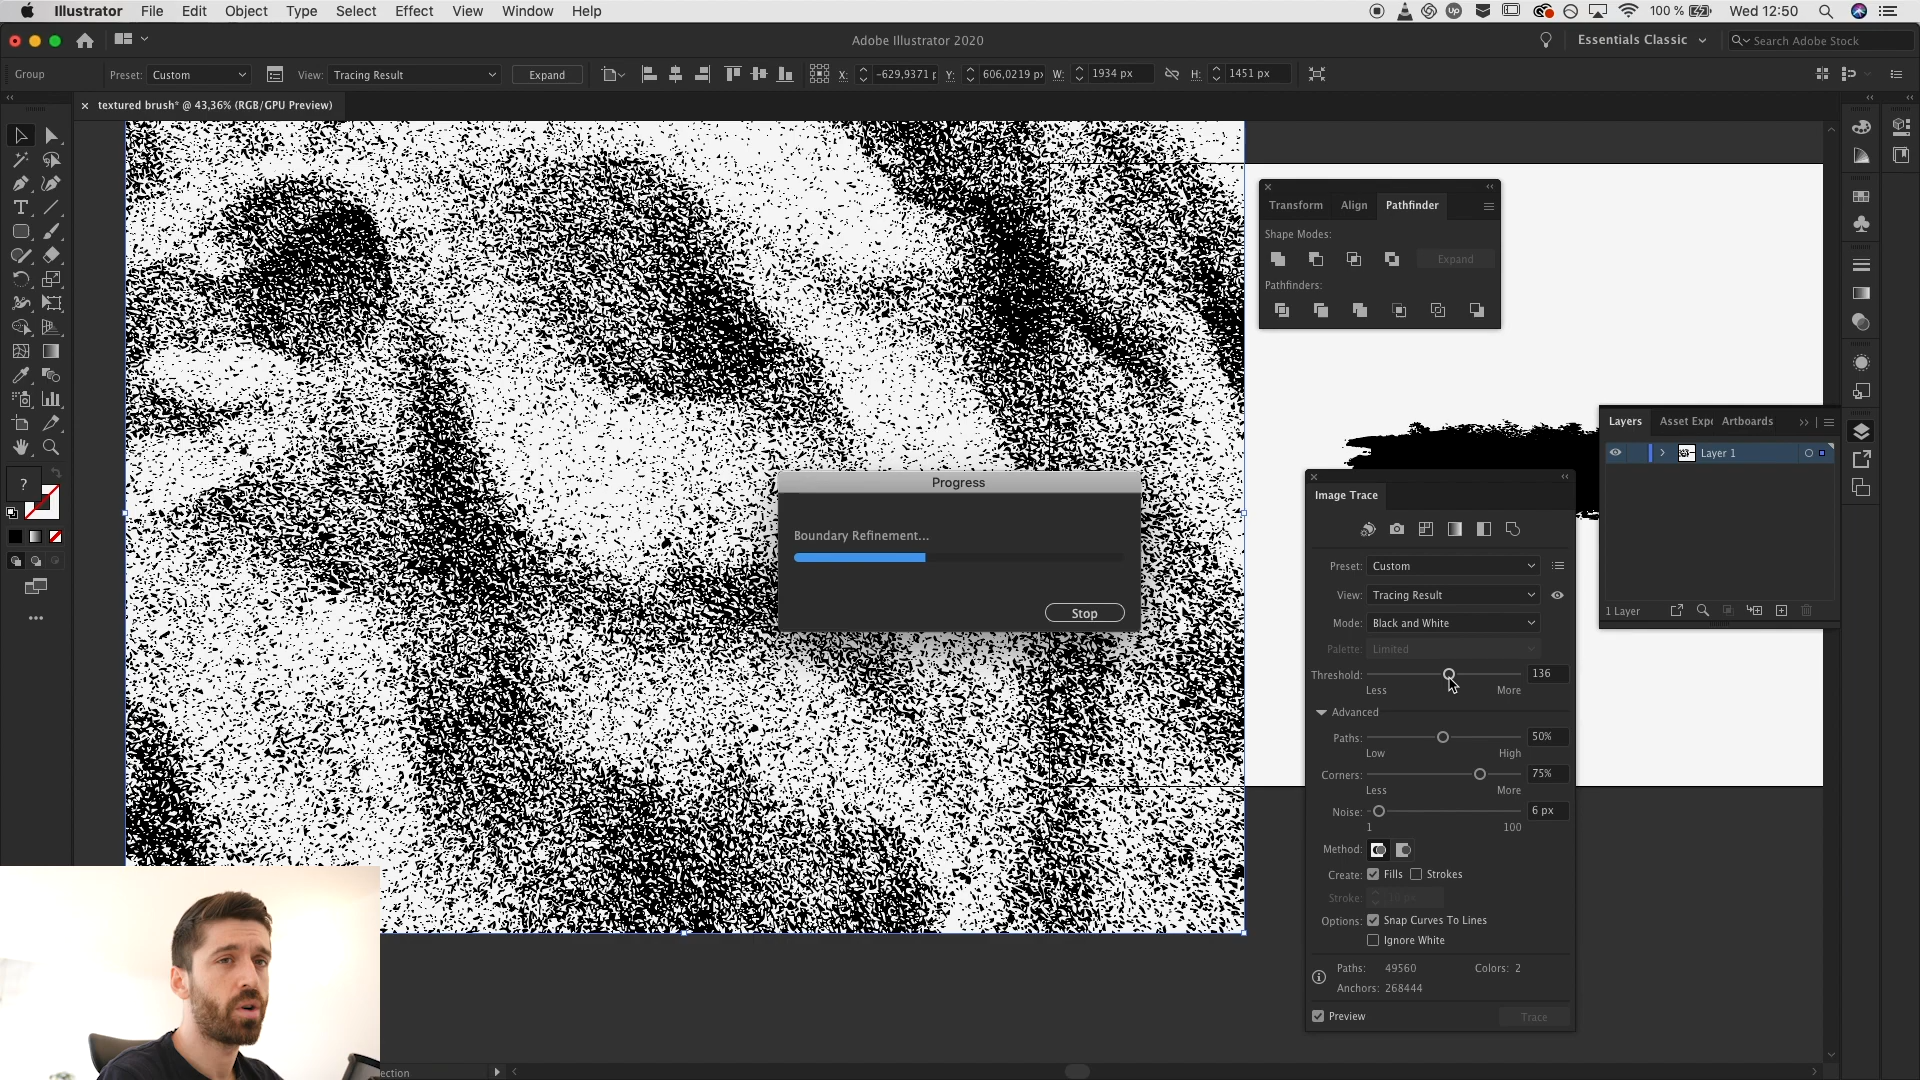 Illustrator File Edit Object Type Select Effect View Window Help
100 % Wed 12:50
Adobe Illustrator 2020
Essentials Classic
Search Adobe Stock
Group Preset: Custom View: Tracing Result Expand X: -629,9371 Y: 606,0219 px W: 1934 px H: 1451 px
textured brush* @ 43,36% (RGB/GPU Preview)
Transform Align Pathfinder
Shape Modes:
Expand
Pathfinders:
Layers Asset Expo Artboards
Layer 1
1 Layer
Progress
Boundary Refinement...
Stop
Image Trace
Preset: Custom
View: Tracing Result
Mode: Black and White
Palette: Limited
Threshold: 136
Less More
Advanced
Paths: 50%
Low High
Corners: 75%
Less More
Noise: 6 px
1 100
Method:
Create: Fills Strokes
Stroke:
Options: Snap Curves To Lines
Ignore White
Paths: 49560 Colors: 2
Anchors: 268444
Preview Trace
ection